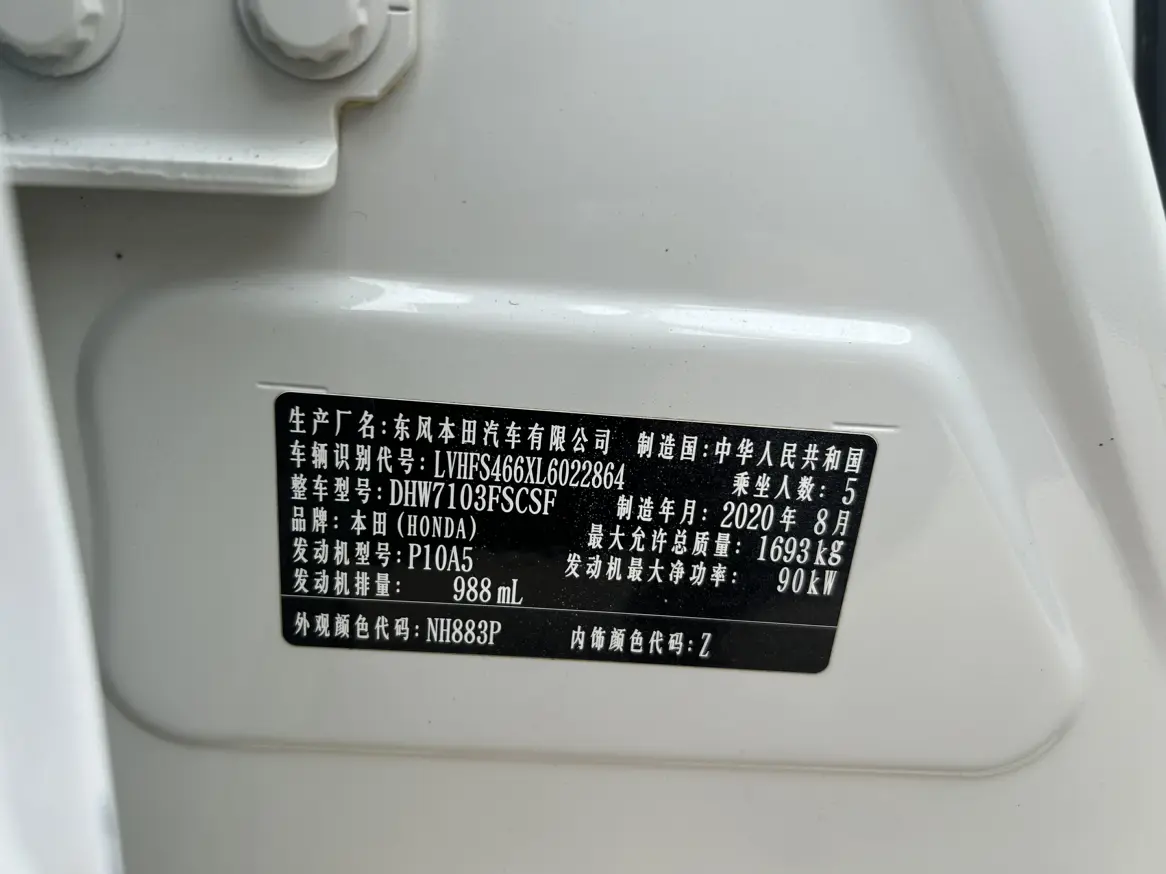 生产厂名:东风本田汽车有限公司 制造国:中华人民共和国
车辆识别代号:LVHFS466XL6022864 乘坐人数: 5
整车型号:DHW7103FSCSF 制造年月: 2020年 8月
品牌: 本田(HONDA) 最大允许总质量: 1693kg
发动机型号:P10A5 发动机最大净功率: 90kW
发动机排量: 988mL
外观颜色代码:NH883P 内饰颜色代码:Z